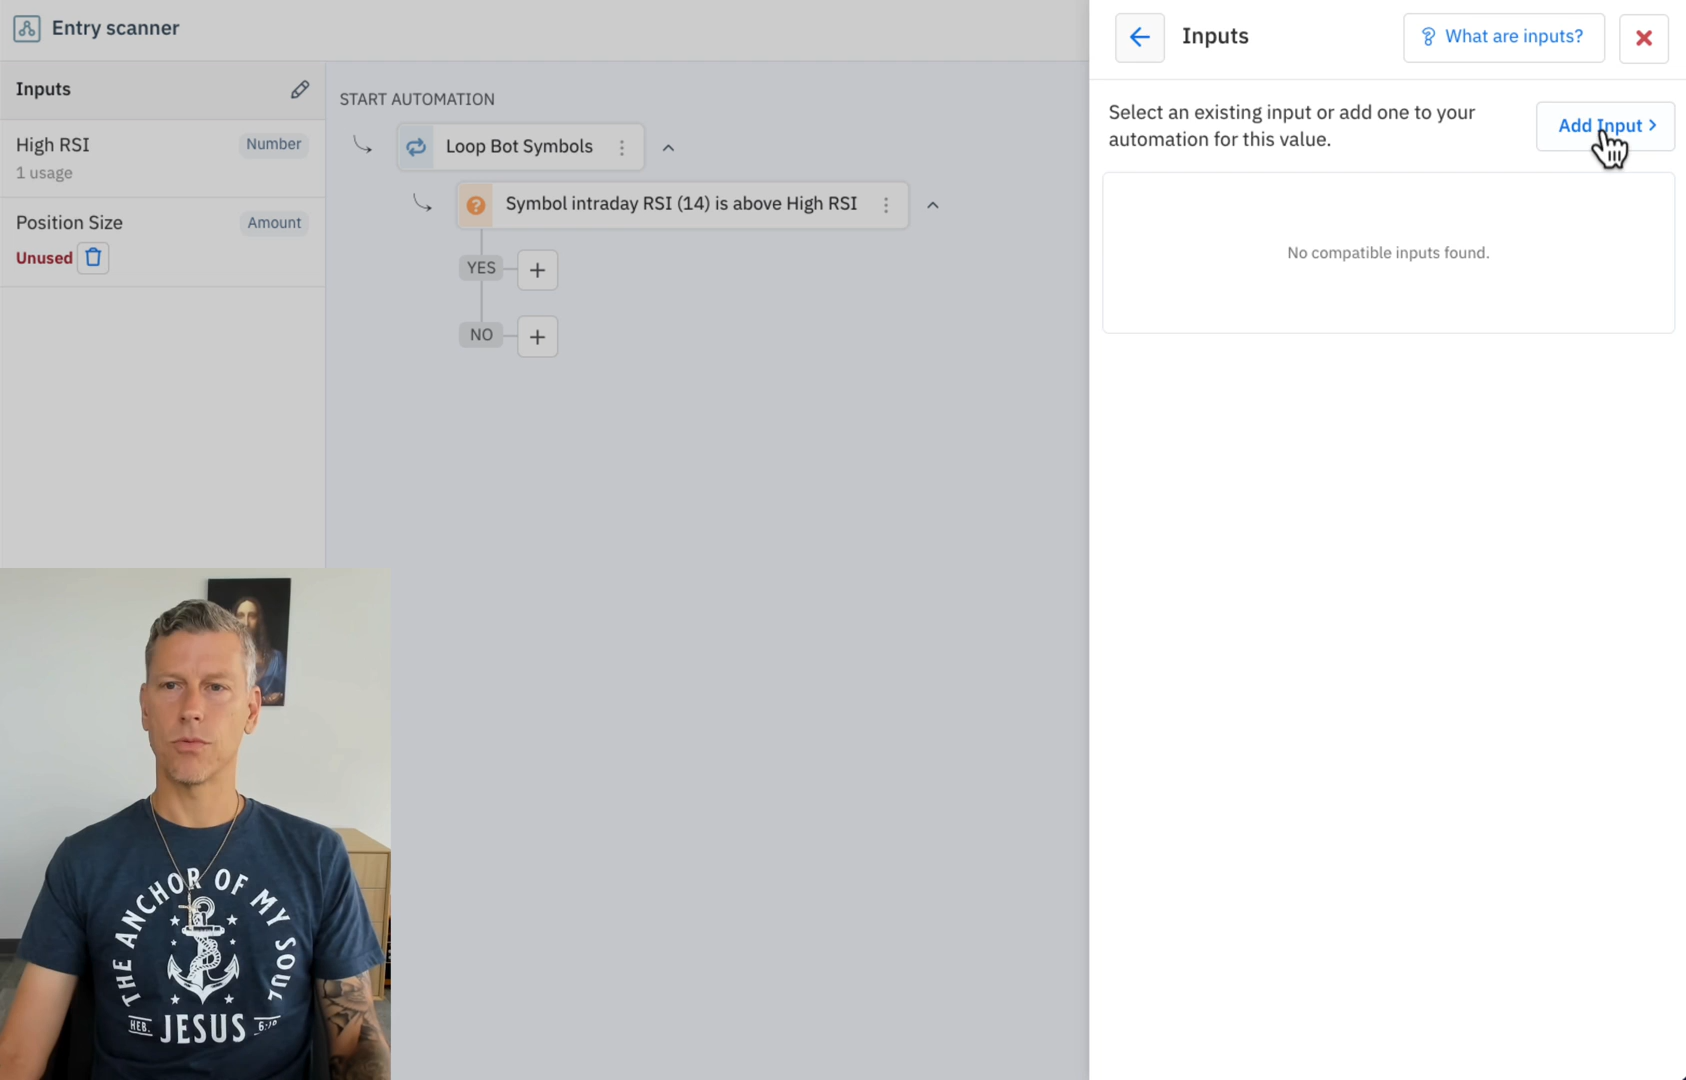 Entry scanner
Inputs
High RSI
Number
1 usage
Position Size
Amount
Unused
START AUTOMATION
Loop Bot Symbols
Symbol intraday RSI (14) is above High RSI
YES
NO
Inputs
What are inputs?
Select an existing input or add one to your
automation for this value.
Add Input
No compatible inputs found.
THE ANCHOR OF MY SOUL
HEB.
JESUS